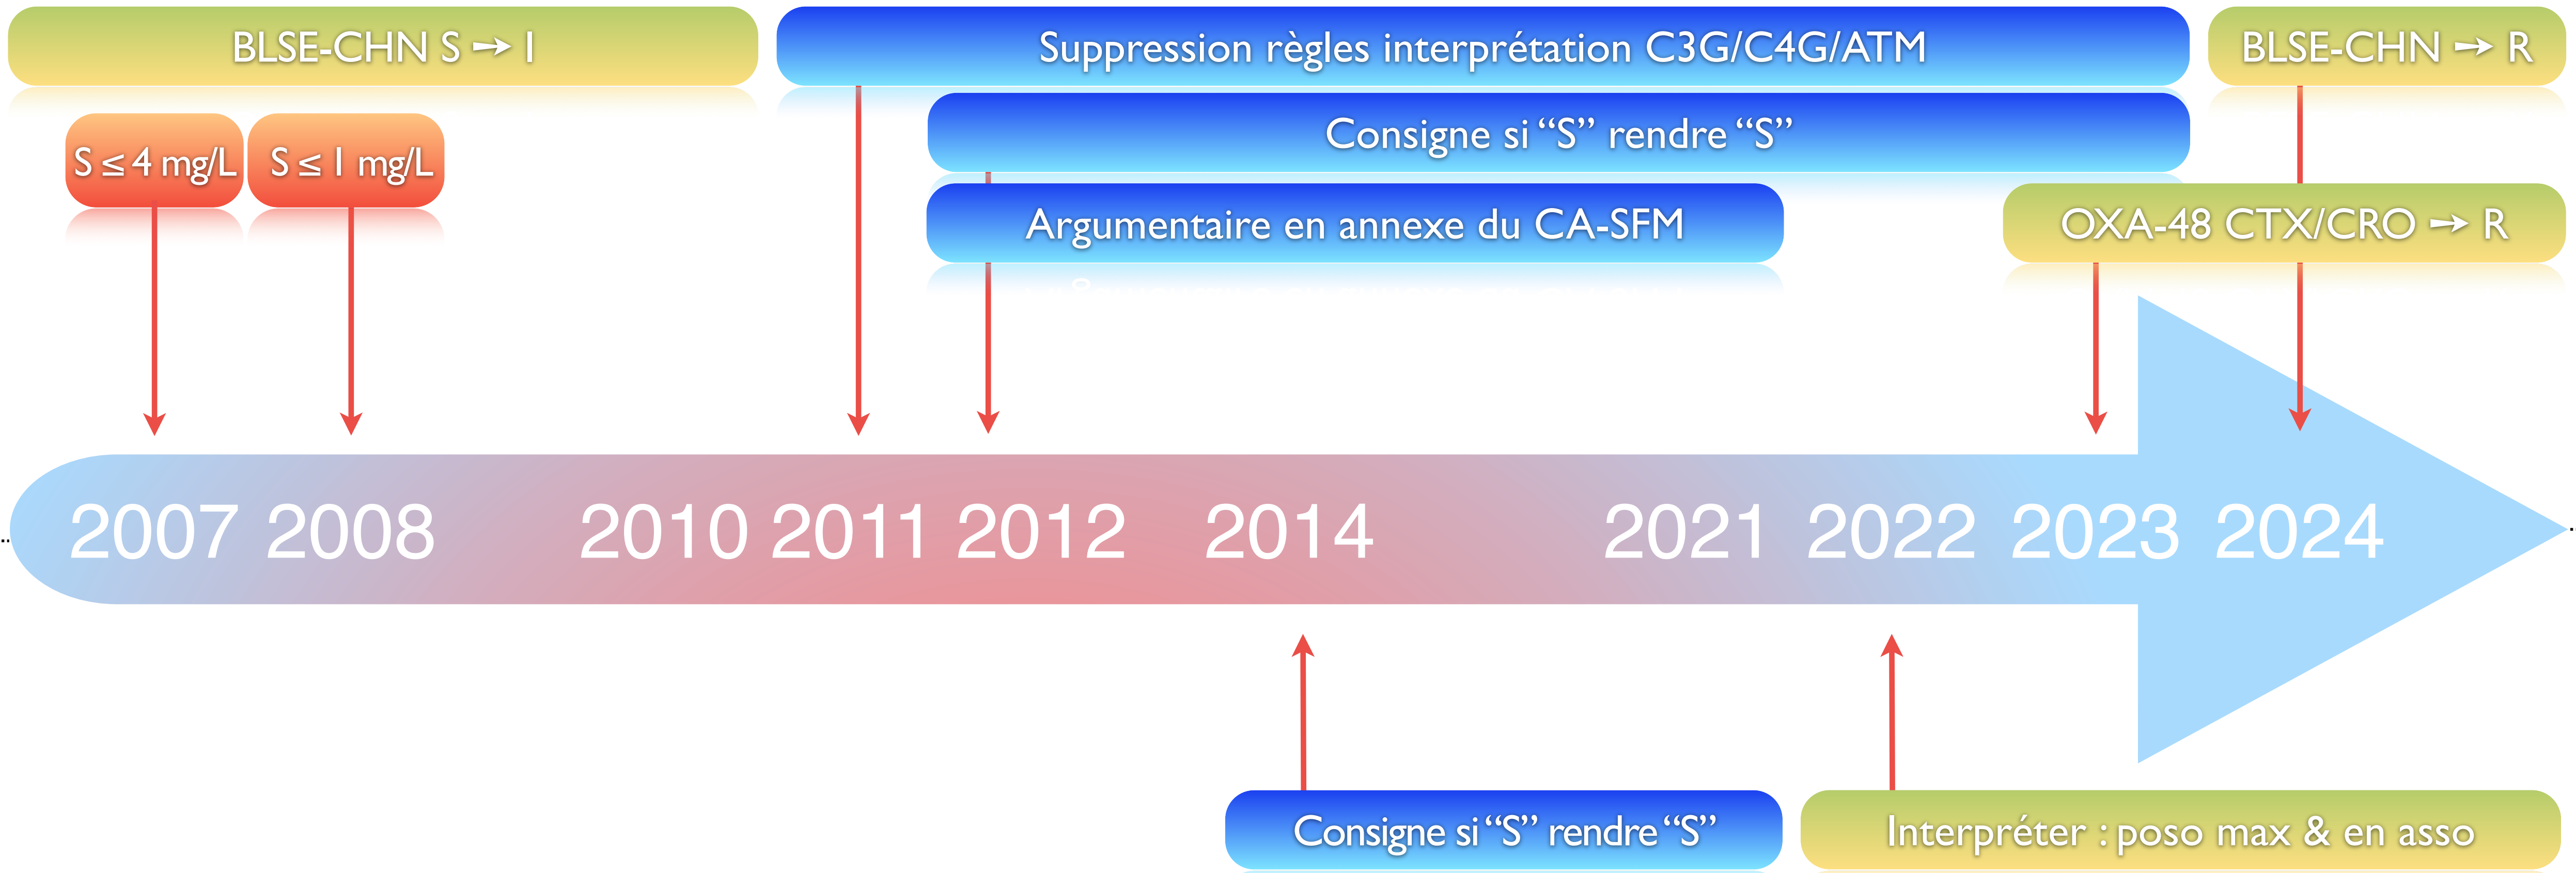 BLSE-CHN S → I
Suppression règles interprétation C3G/C4G/ATM
BLSE-CHN → R
Consigne si “S” rendre “S”
S ≤ 4 mg/L
S ≤ 1 mg/L
Argumentaire en annexe du CA-SFM
OXA-48 CTX/CRO → R
2007 2008 2010 2011 2012 2014 2021 2022 2023 2024
Consigne si “S” rendre “S”
Interpréter : poso max & en asso